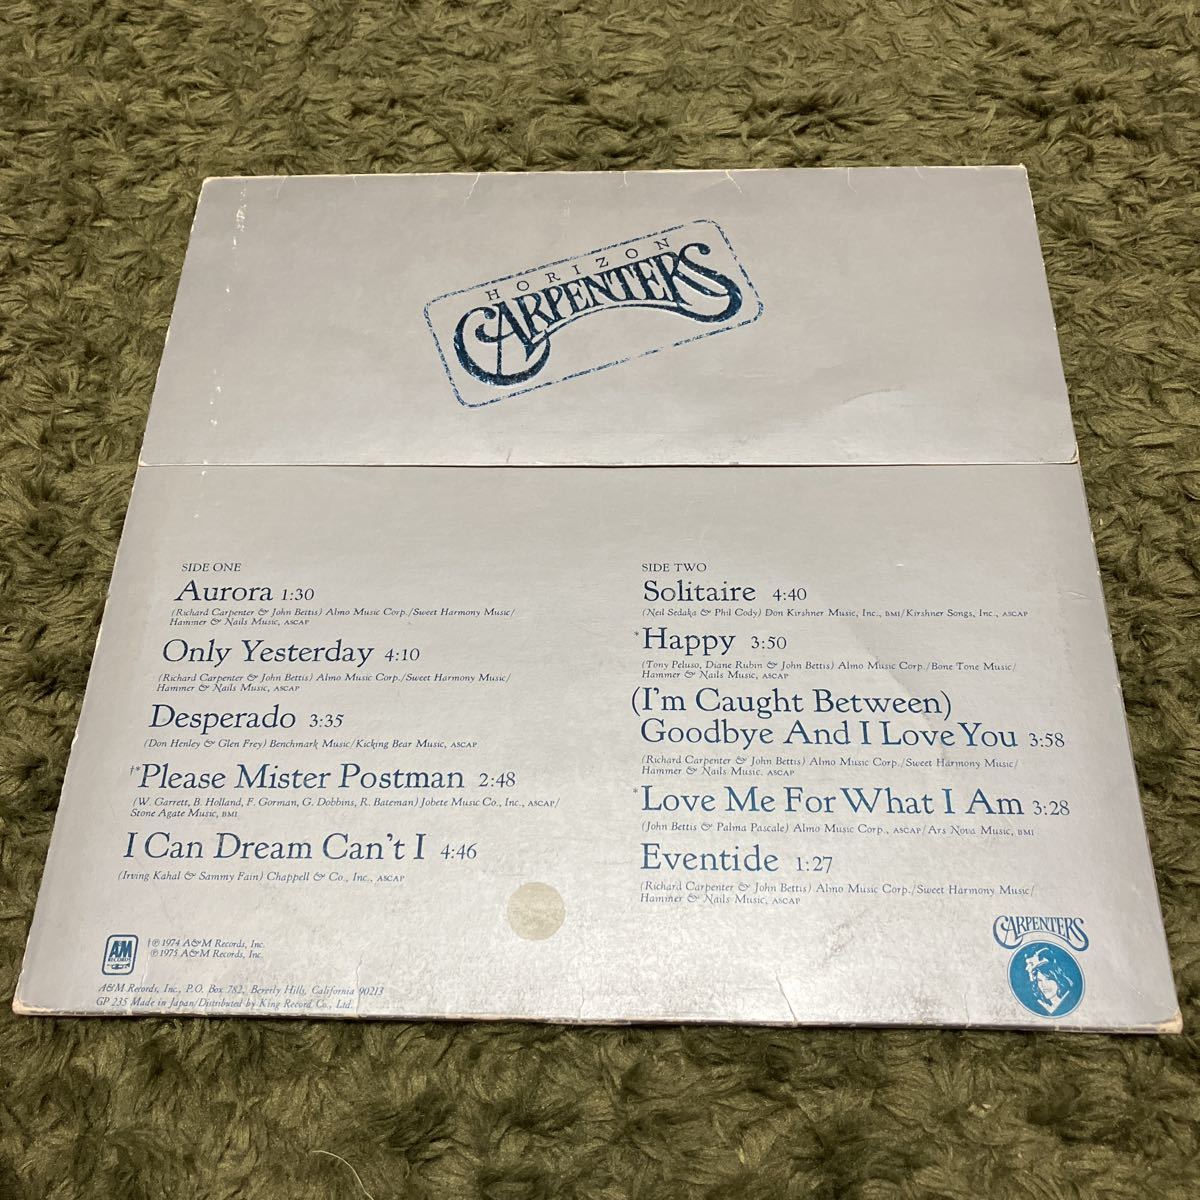 HORIZON
CARPENTERS
SIDE ONE
Aurora 1:30
(Richard Carpenter & John Bettis) Almo Music Corp./Sweet Harmony Music/
Hammer & Nails Music, ASCAP
Only Yesterday 4:10
(Richard Carpenter & John Bettis) Almo Music Corp./Sweet Harmony Music/
Hammer & Nails Music, ASCAP
Desperado 3:35
(Don Henley & Glen Frey) Benchmark Music/Kicking Bear Music, ASCAP
†*Please Mister Postman 2:48
(W. Garrett, B. Holland, F. Gorman, G. Dobbins, R. Bateman) Jobete Music Co., Inc., ASCAP/
Stone Agate Music, BMI
I Can Dream Can't I 4:46
(Irving Kahal & Sammy Fain) Chappell & Co., Inc., ASCAP
SIDE TWO
Solitaire 4:40
(Neil Sedaka & Phil Cody) Don Kirshner Music, Inc., BMI/Kirshner Songs, Inc., ASCAP
*Happy 3:50
(Tony Peluso, Diane Rubin & John Bettis) Almo Music Corp./Bone Tone Music/
Hammer & Nails Music, ASCAP
(I'm Caught Between)
Goodbye And I Love You 3:58
(Richard Carpenter & John Bettis) Almo Music Corp./Sweet Harmony Music/
Hammer & Nails Music, ASCAP
*Love Me For What I Am 3:28
(John Bettis & Palma Pascale) Almo Music Corp., ASCAP/Ars Nova Music, BMI
Eventide 1:27
(Richard Carpenter & John Bettis) Almo Music Corp./Sweet Harmony Music/
Hammer & Nails Music, ASCAP
A&M
RECORDS
†℗1974 A&M Records, Inc.
℗1975 A&M Records, Inc.
A&M Records, Inc., P.O. Box 782, Beverly Hills, California 90213
GP 235 Made in Japan/Distributed by King Record Co., Ltd.
CARPENTERS